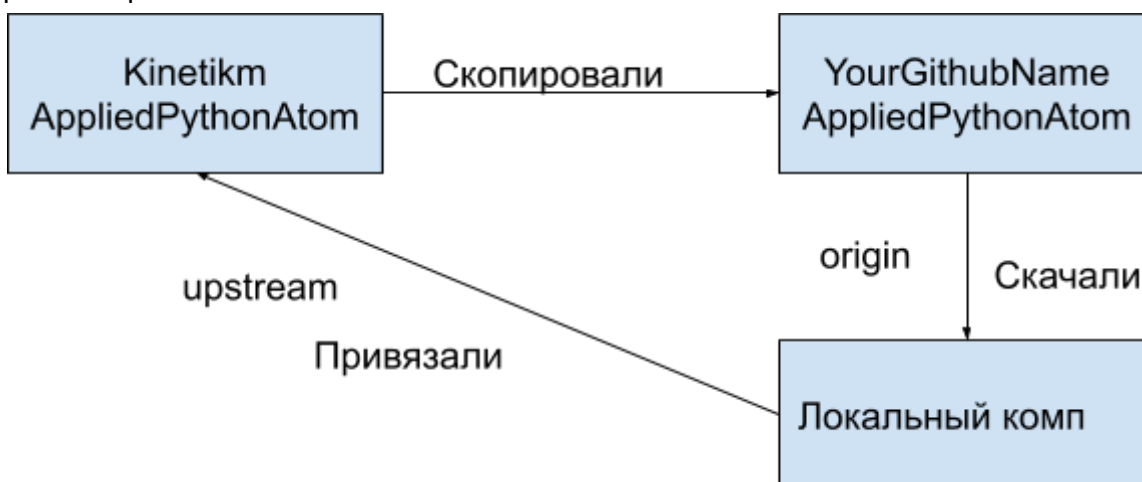 Kinetikm
AppliedPythonAtom
Скопировали
YourGithubName
AppliedPythonAtom
origin
Скачали
upstream
Привязали
Локальный комп